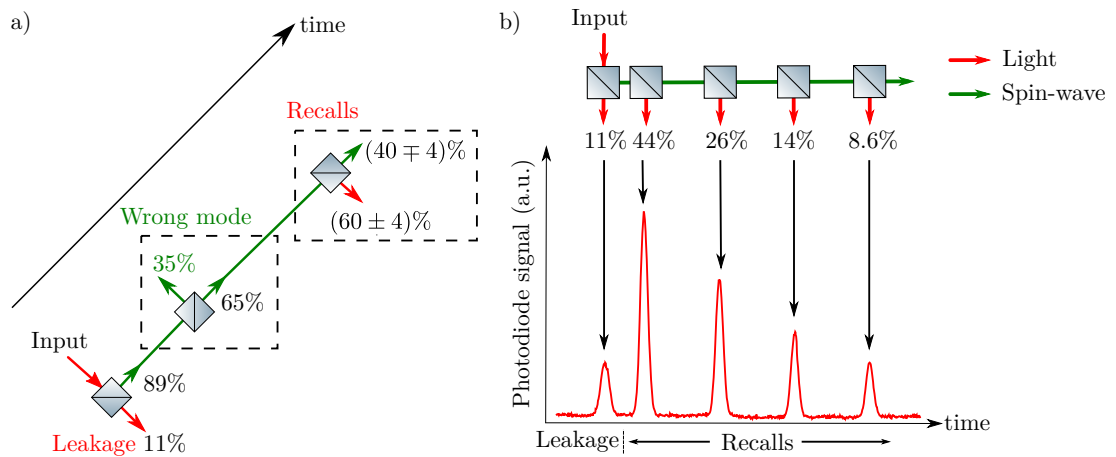 a)
time
Recalls
(40 ∓ 4)%
(60 ± 4)%
Wrong mode
35%
65%
Input
89%
Leakage 11%
b)
Input
Light
Spin-wave
11% 44% 26% 14% 8.6%
Photodiode signal (a.u.)
time
Leakage Recalls